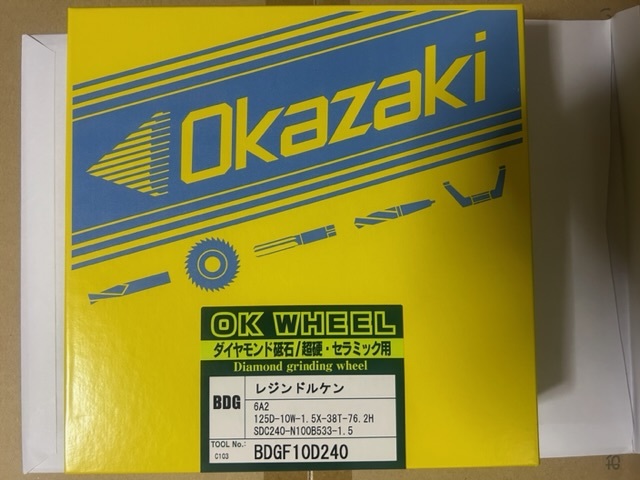 Okazaki
OK WHEEL
ダイヤモンド砥石/超硬・セラミック用
Diamond grinding wheel
BDG
レジンドルケン
6A2
125D-10W-1.5X-38T-76.2H
SDC240-N100B533-1.5
TOOL No.:
C103
BDGF10D240